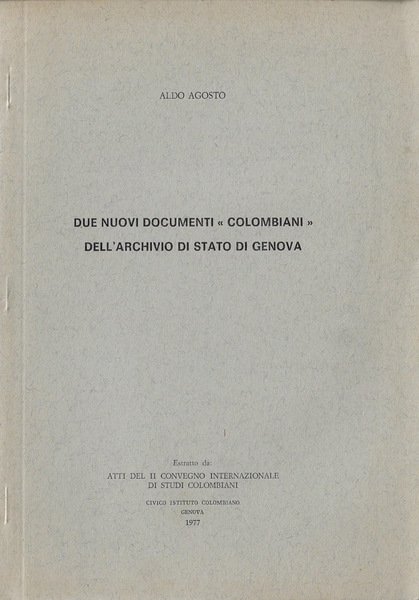 ALDO AGOSTO
DUE NUOVI DOCUMENTI « COLOMBIANI »
DELL'ARCHIVIO DI STATO DI GENOVA
Estratto da:
ATTI DEL II CONVEGNO INTERNAZIONALE
DI STUDI COLOMBIANI
CIVICO ISTITUTO COLOMBIANO
GENOVA
1977